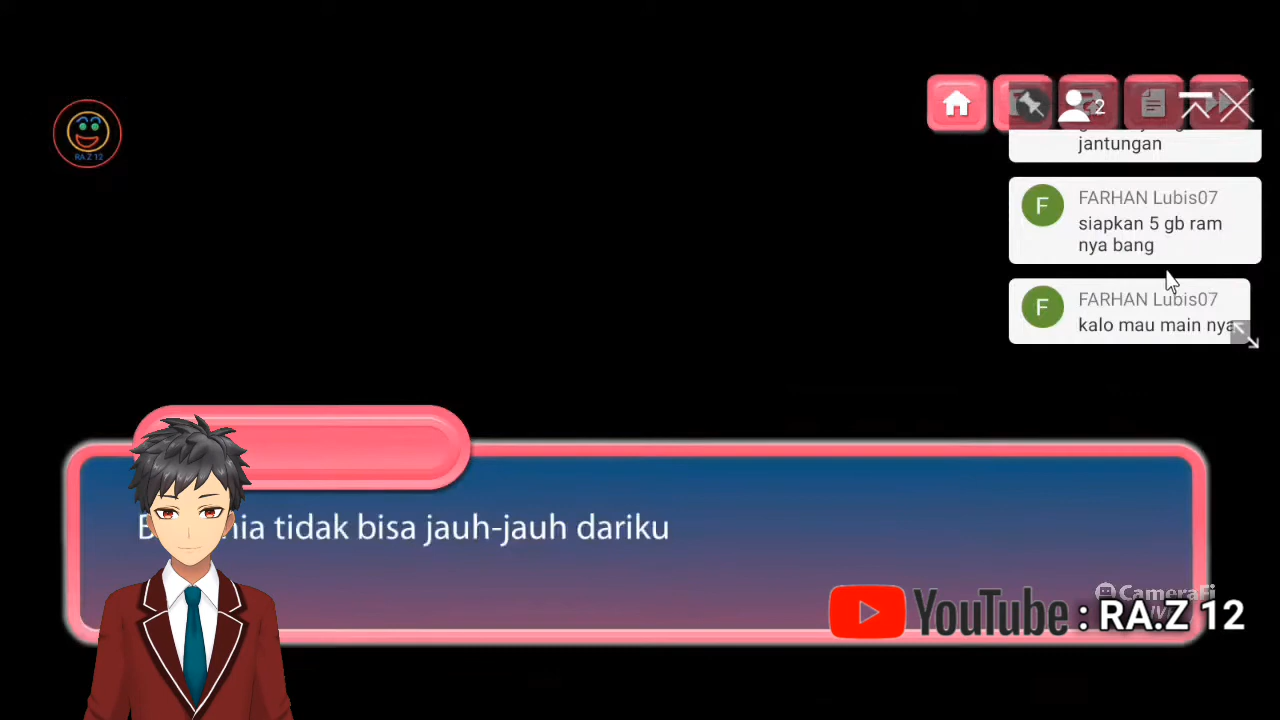 RA.Z 12
2
jantungan
FARHAN Lubis07
siapkan 5 gb ram
nya bang
FARHAN Lubis07
kalo mau main nya
tidak bisa jauh-jauh dariku
CameraFi
YouTube : RA.Z 12